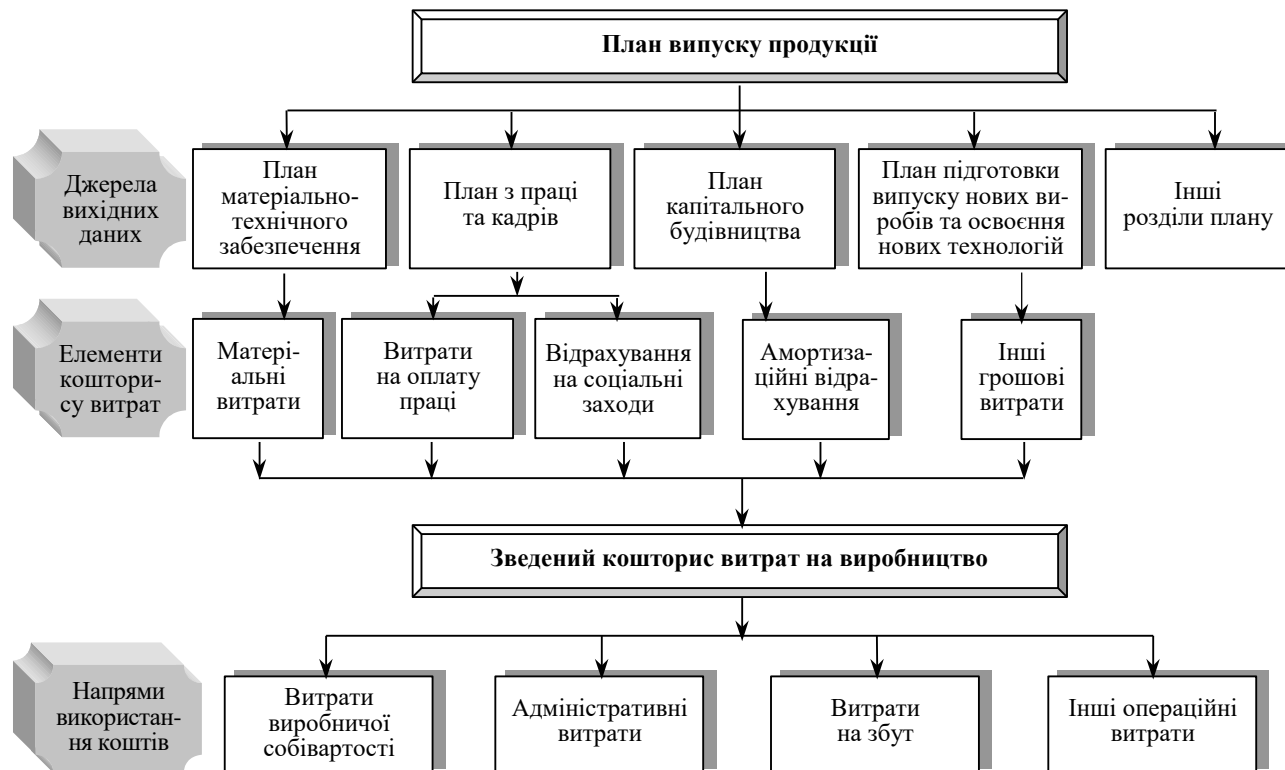 План випуску продукції
Джерела
вихідних
даних
План
матеріально-
технічного
забезпечення
План з праці
та кадрів
План
капітального
будівництва
План підготовки
випуску нових ви-
робів та освоєння
нових технологій
Інші
розділи плану
Елементи
коштори-
су витрат
Матері-
альні
витрати
Витрати
на оплату
праці
Відрахування
на соціальні
заходи
Амортиза-
ційні відра-
хування
Інші
грошові
витрати
Зведений кошторис витрат на виробництво
Напрями
використан-
ня коштів
Витрати
виробничої
собівартості
Адміністративні
витрати
Витрати
на збут
Інші операційні
витрати